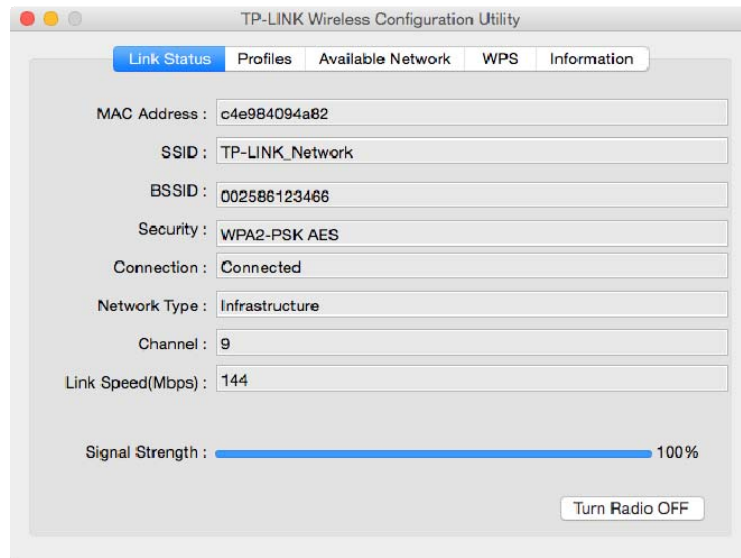 TP-LINK Wireless Configuration Utility
Link Status Profiles Available Network WPS Information
MAC Address : c4e984094a82
SSID : TP-LINK_Network
BSSID : 002586123466
Security : WPA2-PSK AES
Connection : Connected
Network Type : Infrastructure
Channel : 9
Link Speed(Mbps) : 144
Signal Strength : 100%
Turn Radio OFF